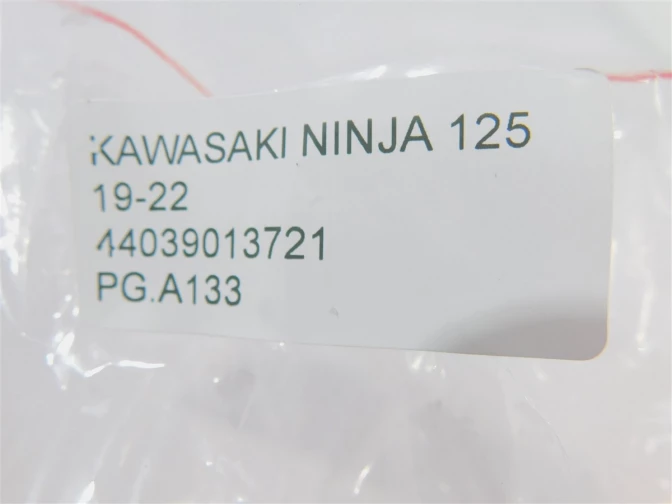 KAWASAKI NINJA 125
19-22
44039013721
PG.A133